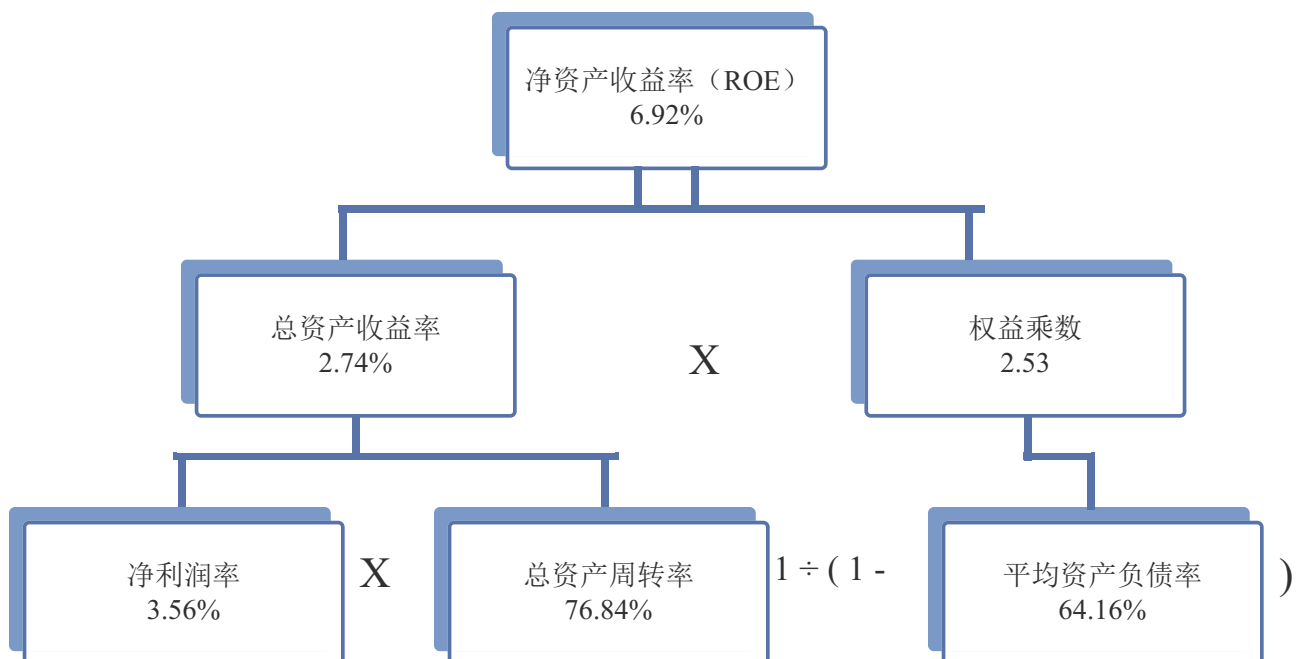 净资产收益率（ROE）
6.92%
总资产收益率
2.74%
X
权益乘数
2.53
净利润率
3.56%
X
总资产周转率
76.84%
1 ÷ ( 1 -
平均资产负债率
64.16%
)